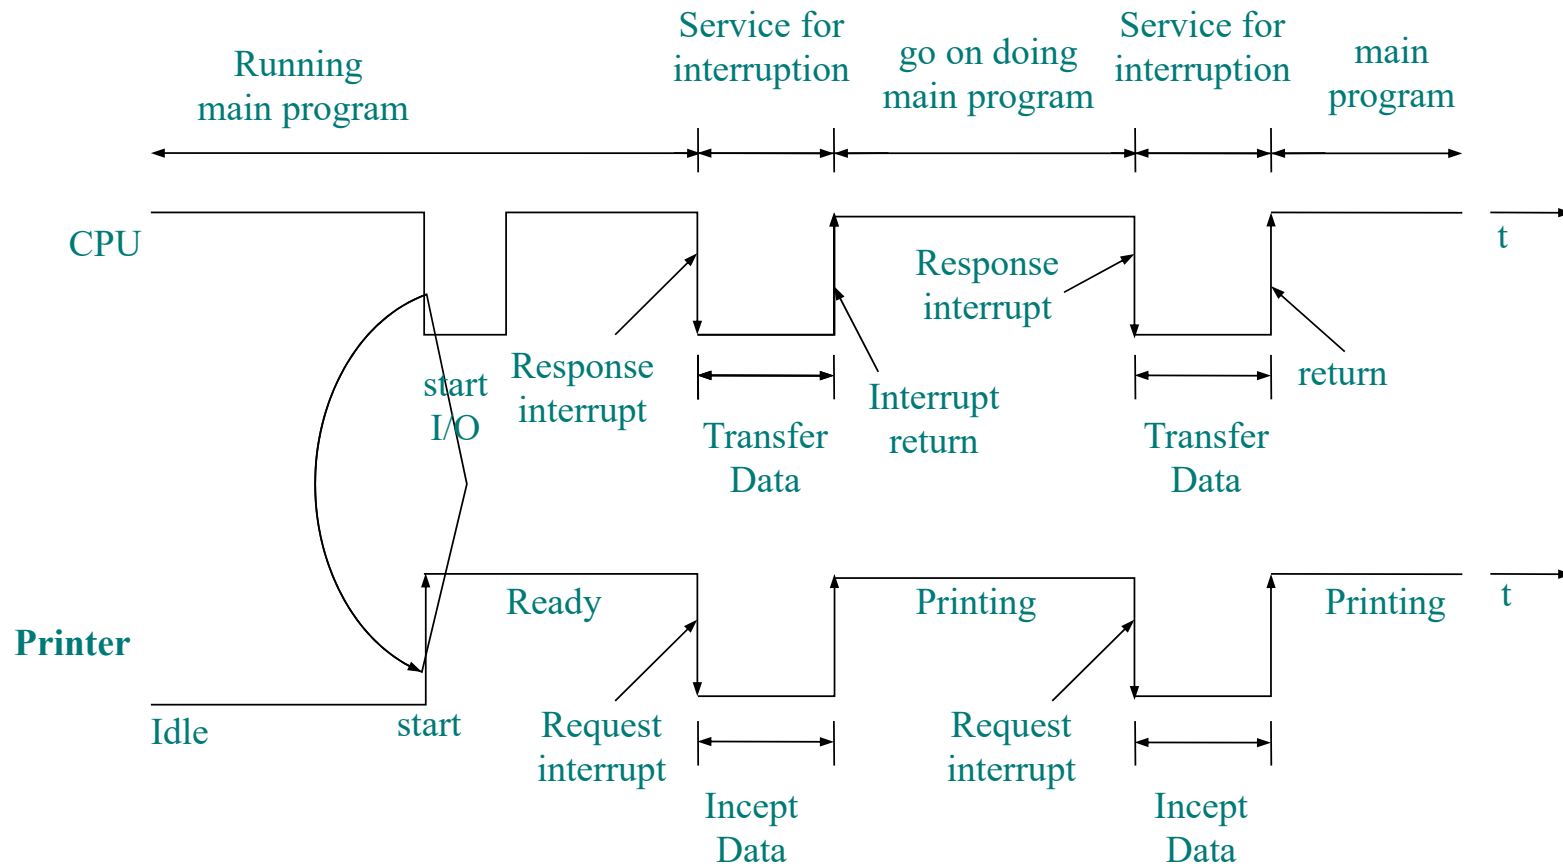 Running
main program
Service for
interruption
go on doing
main program
Service for
interruption
main
program
CPU
t
start
I/O
Response
interrupt
Transfer
Data
Interrupt
return
Response
interrupt
Transfer
Data
return
Printer
Idle
start
Ready
Request
interrupt
Incept
Data
Printing
Request
interrupt
Incept
Data
Printing
t